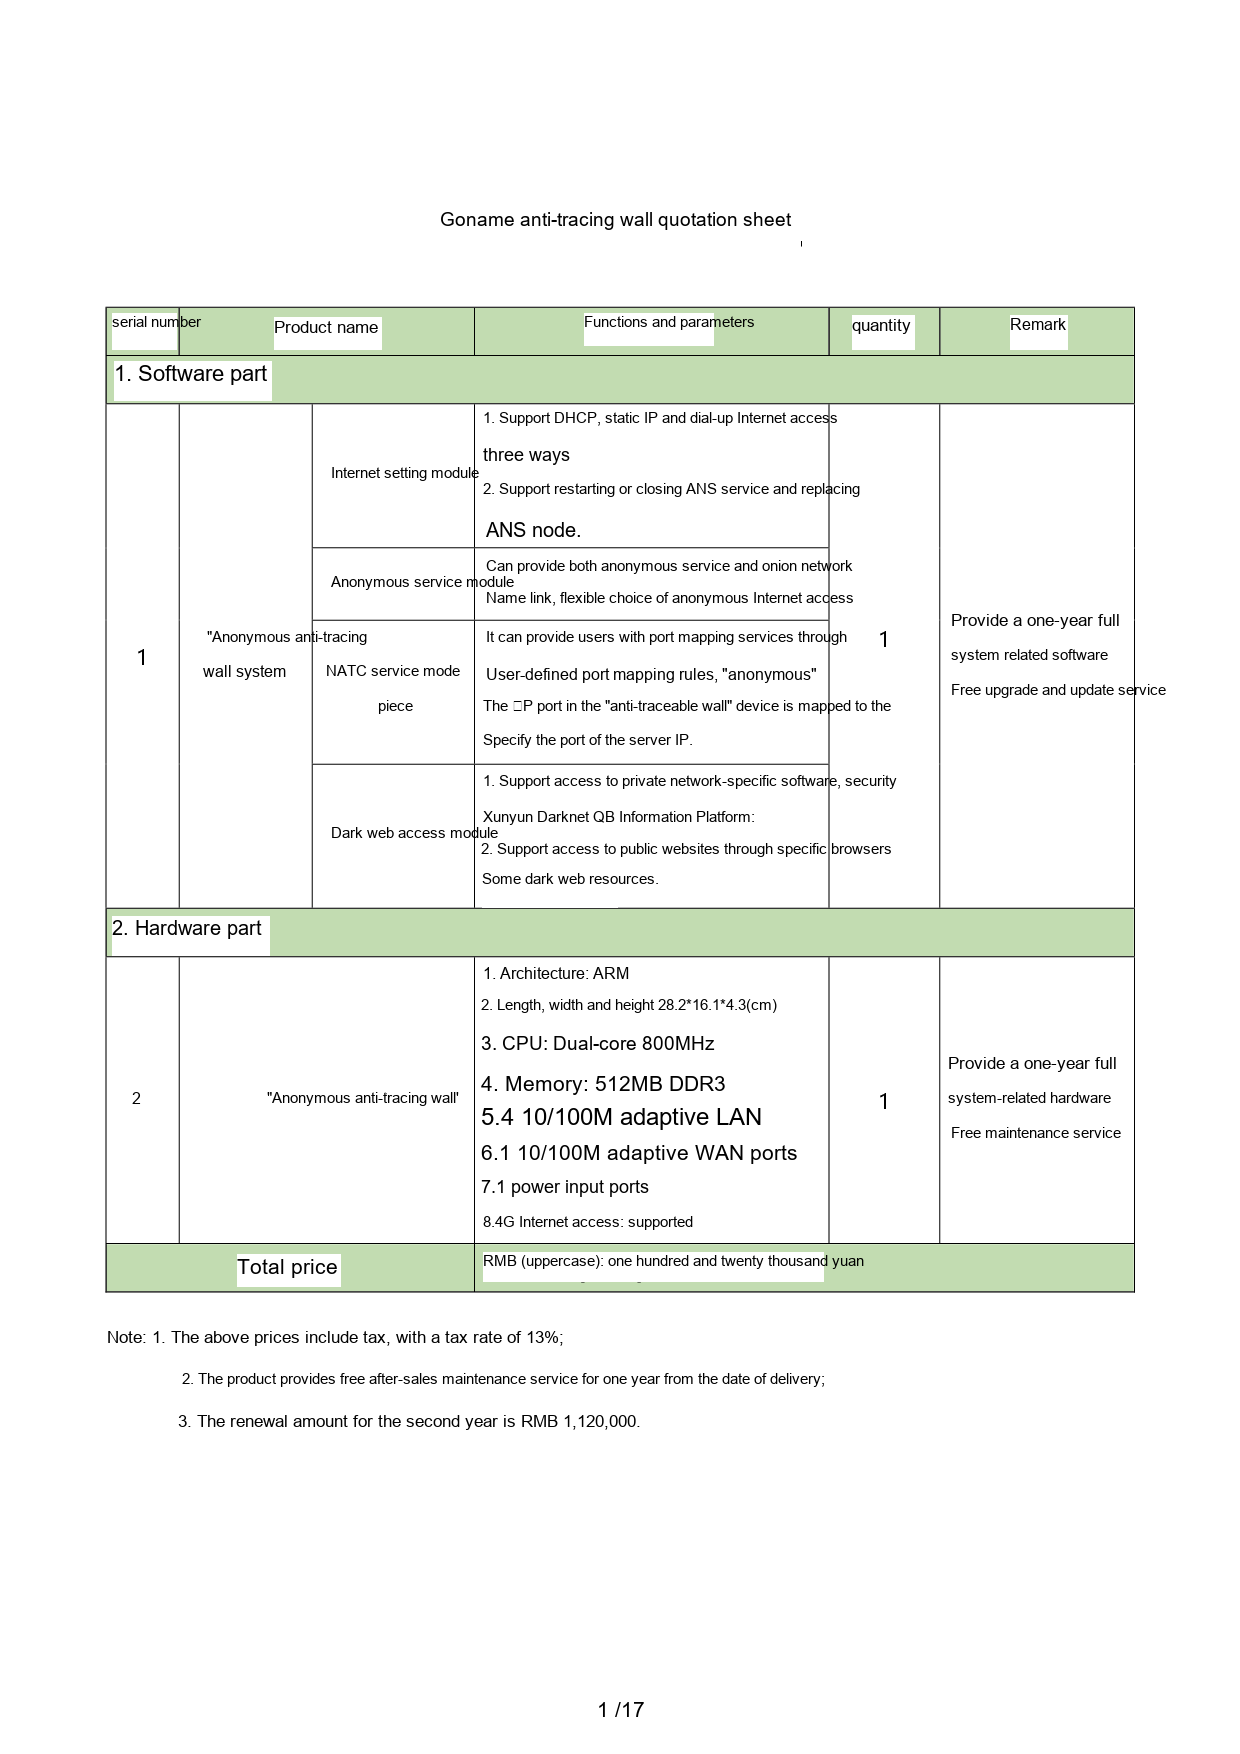 Goname anti-tracing wall quotation sheet
serial number
Product name
Functions and parameters
quantity
Remark
1. Software part
1
"Anonymous anti-tracing
wall system
Internet setting module
1. Support DHCP, static IP and dial-up Internet access
three ways
2. Support restarting or closing ANS service and replacing
ANS node.
Anonymous service module
Can provide both anonymous service and onion network
Name link, flexible choice of anonymous Internet access
NATC service mode
piece
It can provide users with port mapping services through
User-defined port mapping rules, "anonymous"
The □P port in the "anti-traceable wall" device is mapped to the
Specify the port of the server IP.
Dark web access module
1. Support access to private network-specific software, security
Xunyun Darknet QB Information Platform:
2. Support access to public websites through specific browsers
Some dark web resources.
1
Provide a one-year full
system related software
Free upgrade and update service
2. Hardware part
2
"Anonymous anti-tracing wall'
1. Architecture: ARM
2. Length, width and height 28.2*16.1*4.3(cm)
3. CPU: Dual-core 800MHz
4. Memory: 512MB DDR3
5.4 10/100M adaptive LAN
6.1 10/100M adaptive WAN ports
7.1 power input ports
8.4G Internet access: supported
1
Provide a one-year full
system-related hardware
Free maintenance service
Total price
RMB (uppercase): one hundred and twenty thousand yuan
Note: 1. The above prices include tax, with a tax rate of 13%;
2. The product provides free after-sales maintenance service for one year from the date of delivery;
3. The renewal amount for the second year is RMB 1,120,000.
1 /17